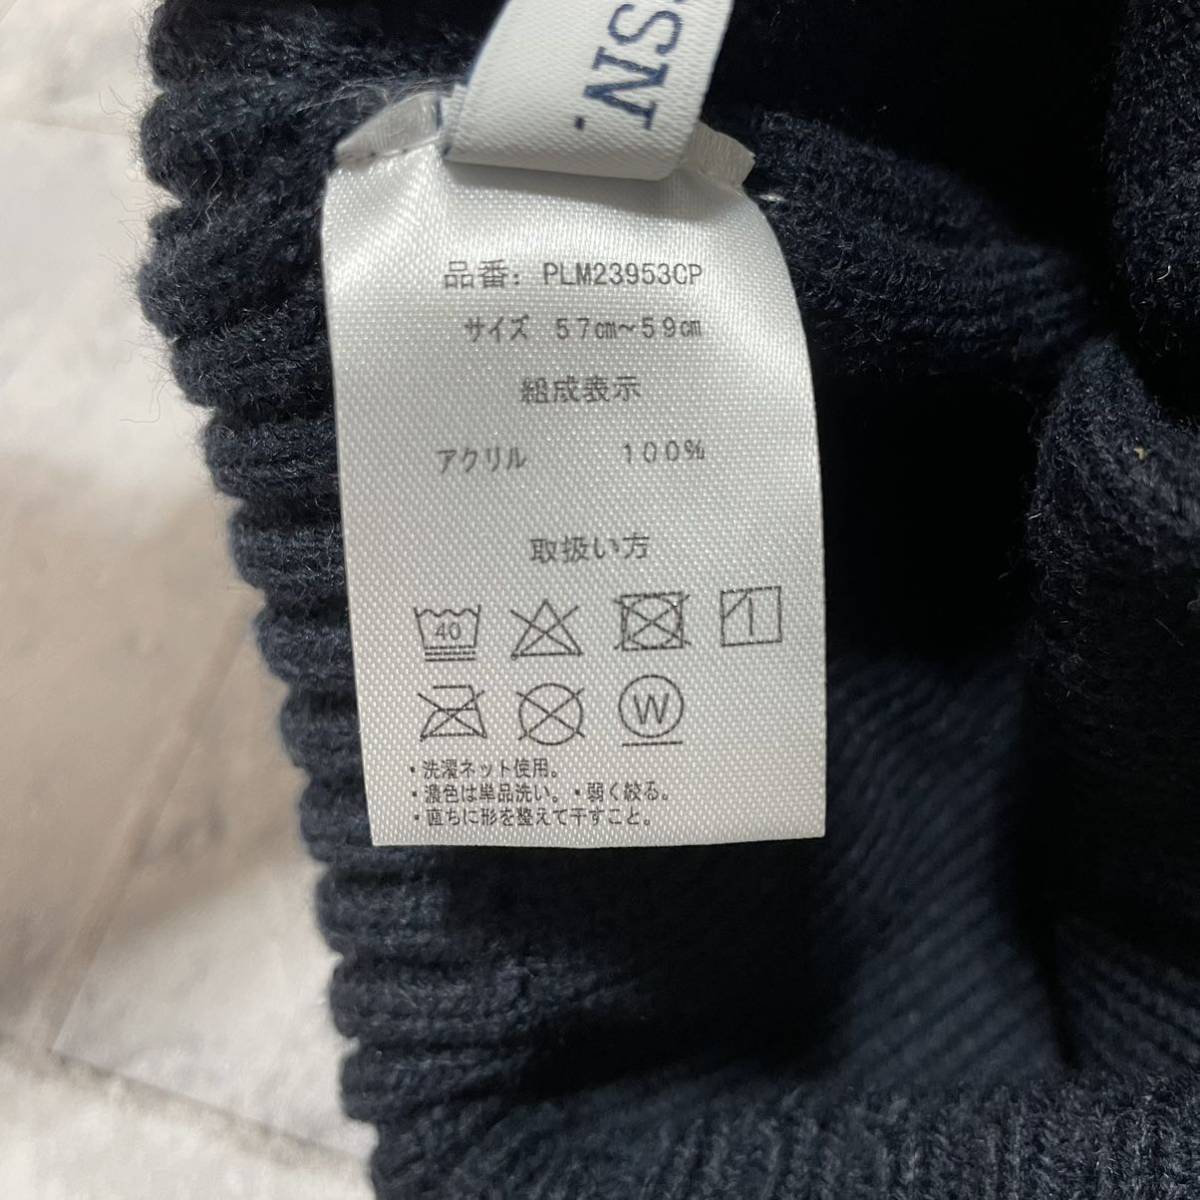 SN.
品番: PLM23953CP
サイズ 57㎝～59㎝
組成表示
アクリル 100%
取扱い方
40
W
・洗濯ネット使用。
・濃色は単品洗い。・弱く絞る。
・直ちに形を整えて干すこと。